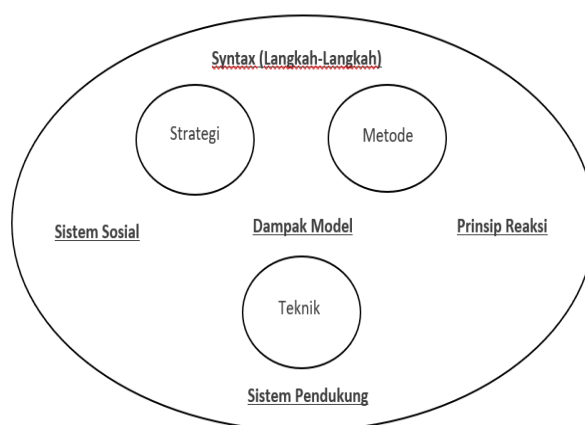 Syntax (Langkah-Langkah)
Strategi
Metode
Sistem Sosial
Dampak Model
Prinsip Reaksi
Teknik
Sistem Pendukung